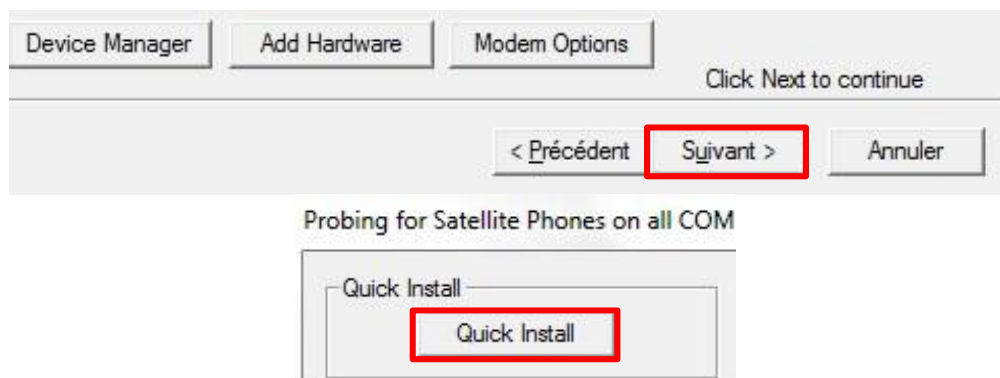 Device Manager Add Hardware Modem Options
Click Next to continue
< Précédent Suivant > Annuler
Probing for Satellite Phones on all COM
Quick Install
Quick Install